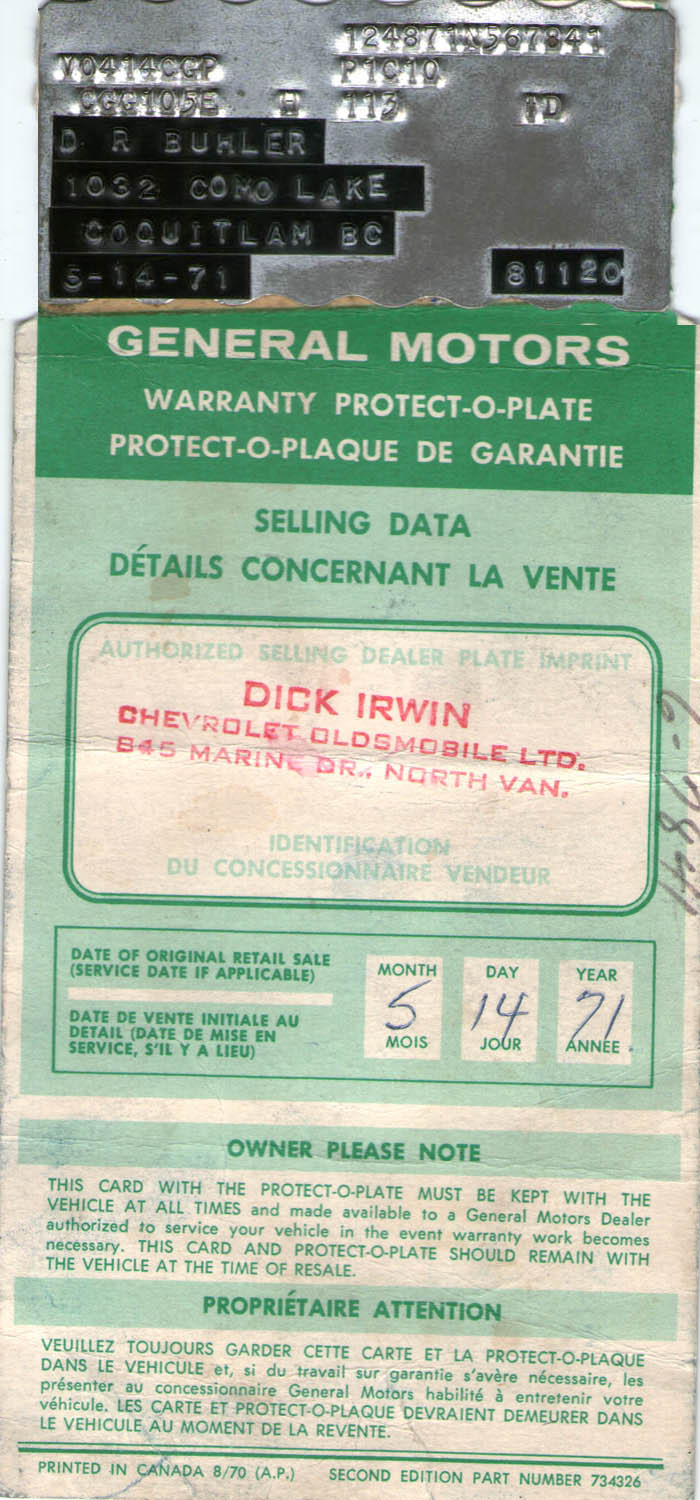 124871N567841
V0414CGP P1C10
CGG105E H 113 TD
D R BUHLER
1032 COMO LAKE
COQUITLAM BC
5-14-71 81120
GENERAL MOTORS
WARRANTY PROTECT-O-PLATE
PROTECT-O-PLAQUE DE GARANTIE
SELLING DATA
DÉTAILS CONCERNANT LA VENTE
AUTHORIZED SELLING DEALER PLATE IMPRINT
DICK IRWIN
CHEVROLET OLDSMOBILE LTD.
845 MARINE DR., NORTH VAN.
IDENTIFICATION
DU CONCESSIONNAIRE VENDEUR
DATE OF ORIGINAL RETAIL SALE
(SERVICE DATE IF APPLICABLE)
DATE DE VENTE INITIALE AU
DETAIL (DATE DE MISE EN
SERVICE, S'IL Y A LIEU)
MONTH DAY YEAR
5 14 71
MOIS JOUR ANNÉE
OWNER PLEASE NOTE
THIS CARD WITH THE PROTECT-O-PLATE MUST BE KEPT WITH THE
VEHICLE AT ALL TIMES and made available to a General Motors Dealer
authorized to service your vehicle in the event warranty work becomes
necessary. THIS CARD AND PROTECT-O-PLATE SHOULD REMAIN WITH
THE VEHICLE AT THE TIME OF RESALE.
PROPRIÉTAIRE ATTENTION
VEUILLEZ TOUJOURS GARDER CETTE CARTE ET LA PROTECT-O-PLAQUE
DANS LE VEHICULE et, si du travail sur garantie s'avère nécessaire, les
présenter au concessionnaire General Motors habilité à entretenir votre
véhicule. LES CARTE ET PROTECT-O-PLAQUE DEVRAIENT DEMEURER DANS
LE VEHICULE AU MOMENT DE LA REVENTE.
PRINTED IN CANADA 8/70 (A.P.) SECOND EDITION PART NUMBER 734326